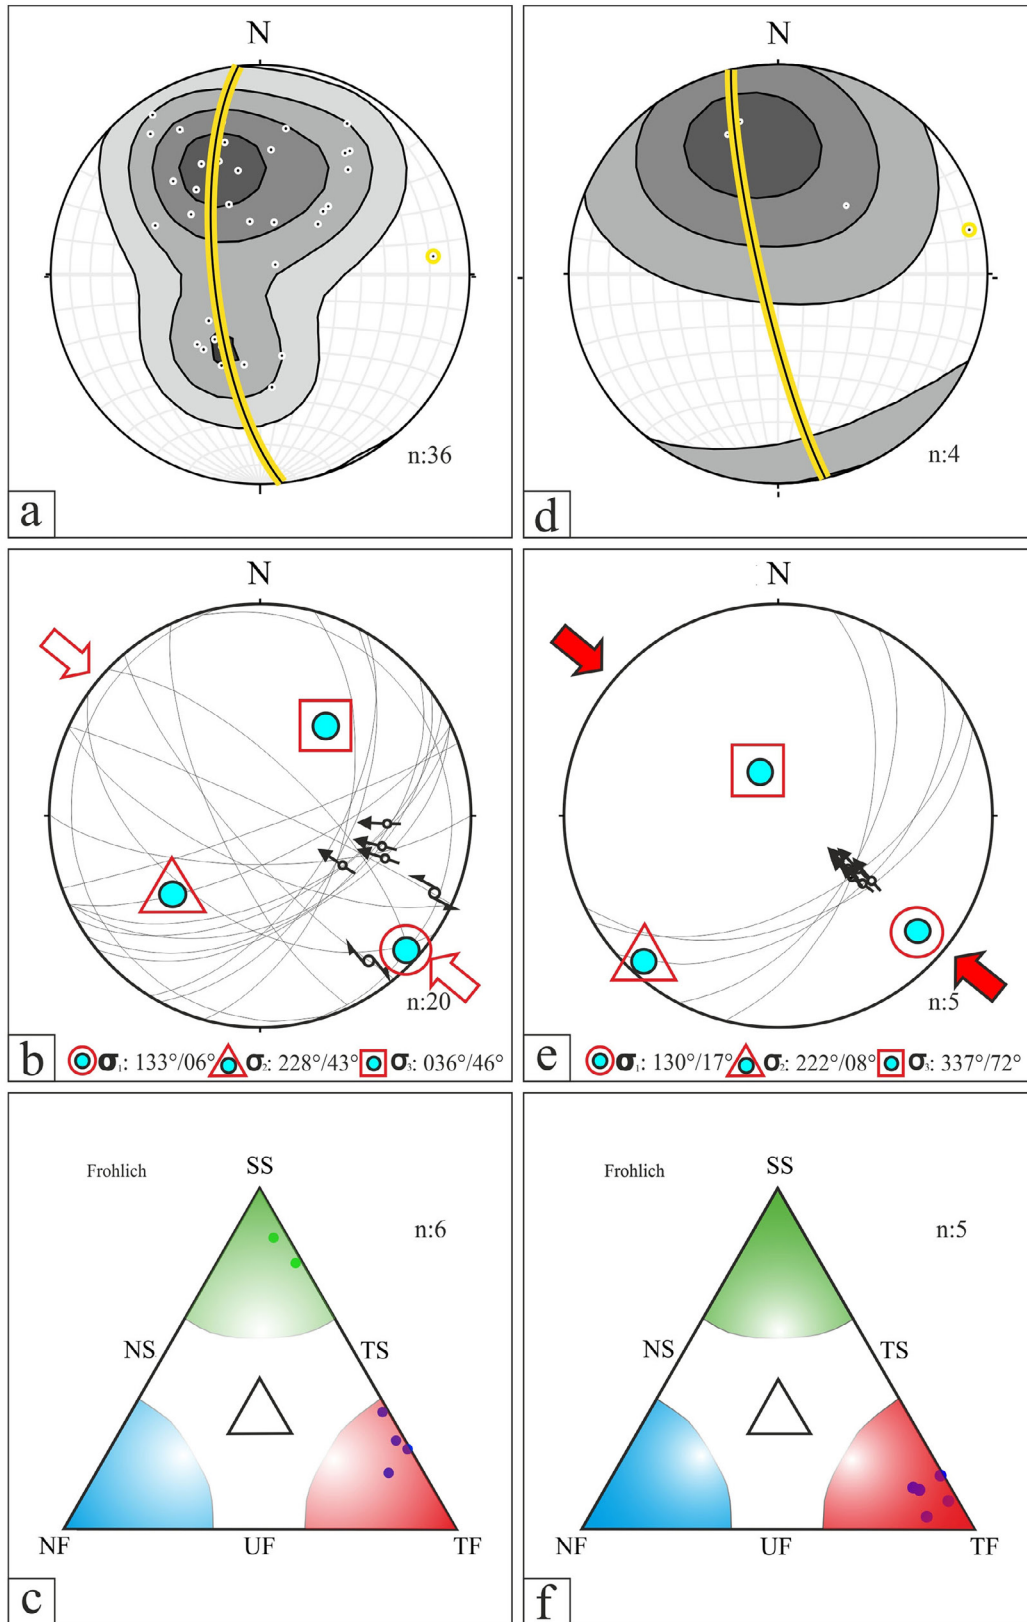 N
n:36
a
N
n:4
d
N
n:20
b
σ₁: 133°/06° σ₂: 228°/43° σ₃: 036°/46°
N
n:5
e
σ₁: 130°/17° σ₂: 222°/08° σ₃: 337°/72°
Frohlich
SS
n:6
NS
TS
NF
UF
TF
c
Frohlich
SS
n:5
NS
TS
NF
UF
TF
f